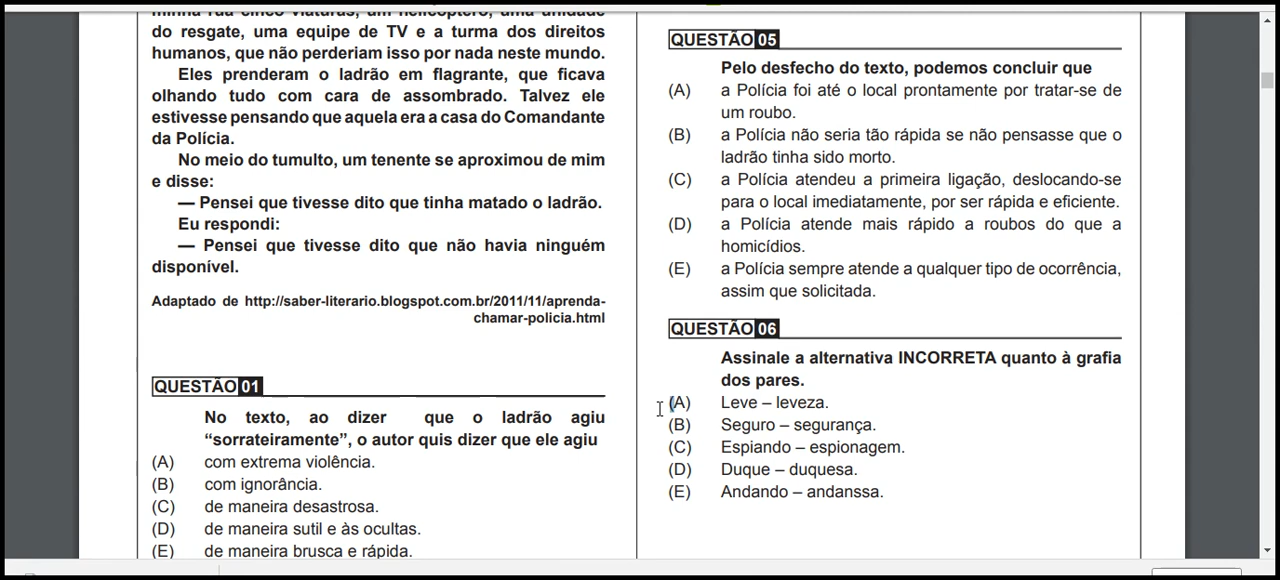 minha rua cinco viaturas, um helicóptero, uma unidade
do resgate, uma equipe de TV e a turma dos direitos
humanos, que não perderiam isso por nada neste mundo.
Eles prenderam o ladrão em flagrante, que ficava
olhando tudo com cara de assombrado. Talvez ele
estivesse pensando que aquela era a casa do Comandante
da Polícia.
No meio do tumulto, um tenente se aproximou de mim
e disse:
— Pensei que tivesse dito que tinha matado o ladrão.
Eu respondi:
— Pensei que tivesse dito que não havia ninguém
disponível.
Adaptado de http://saber-literario.blogspot.com.br/2011/11/aprenda-
chamar-policia.html
QUESTÃO 01
No texto, ao dizer que o ladrão agiu
“sorrateiramente”, o autor quis dizer que ele agiu
(A) com extrema violência.
(B) com ignorância.
(C) de maneira desastrosa.
(D) de maneira sutil e às ocultas.
(E) de maneira brusca e rápida.
QUESTÃO 05
Pelo desfecho do texto, podemos concluir que
(A) a Polícia foi até o local prontamente por tratar-se de
um roubo.
(B) a Polícia não seria tão rápida se não pensasse que o
ladrão tinha sido morto.
(C) a Polícia atendeu a primeira ligação, deslocando-se
para o local imediatamente, por ser rápida e eficiente.
(D) a Polícia atende mais rápido a roubos do que a
homicídios.
(E) a Polícia sempre atende a qualquer tipo de ocorrência,
assim que solicitada.
QUESTÃO 06
Assinale a alternativa INCORRETA quanto à grafia
dos pares.
(A) Leve – leveza.
(B) Seguro – segurança.
(C) Espiando – espionagem.
(D) Duque – duquesa.
(E) Andando – andanssa.